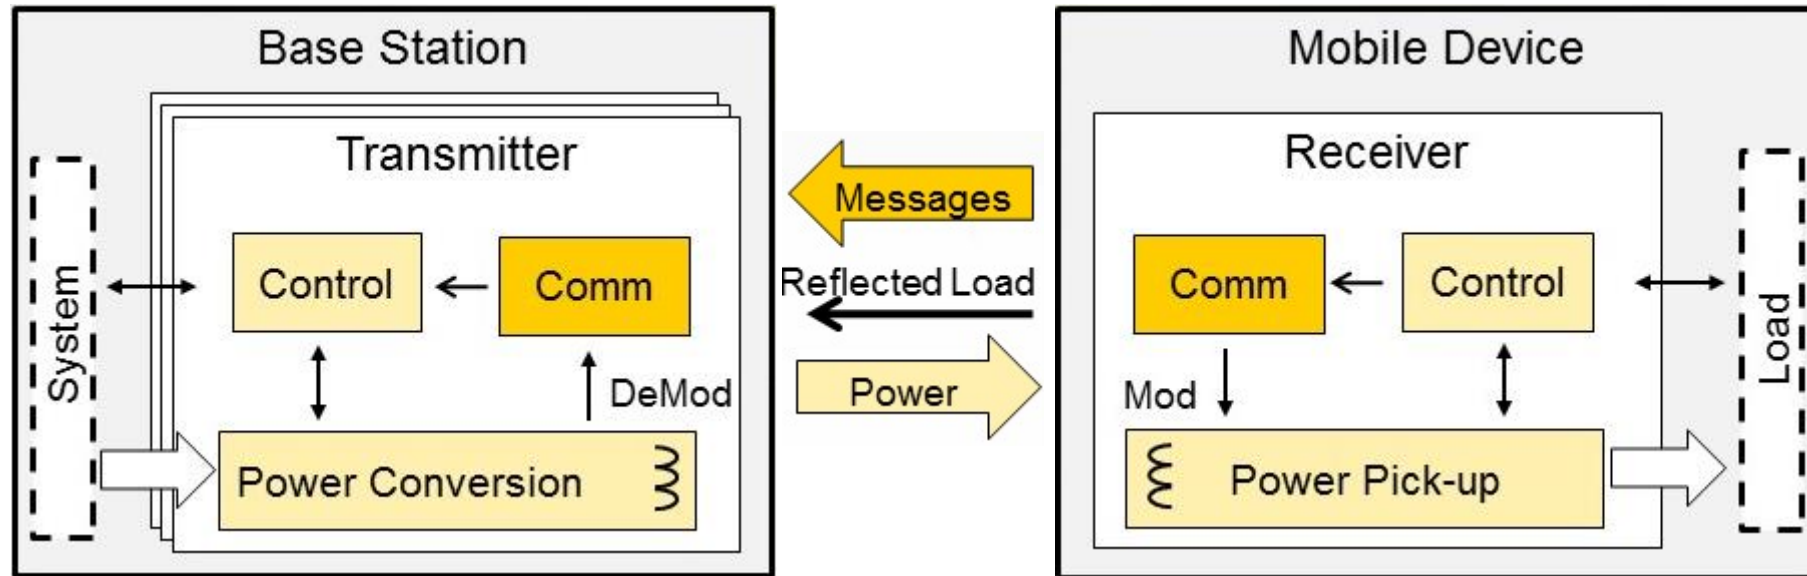 Base Station
Transmitter
System
Control
Comm
DeMod
Power Conversion
Messages
Reflected Load
Power
Mobile Device
Receiver
Comm
Control
Mod
Power Pick-up
Load